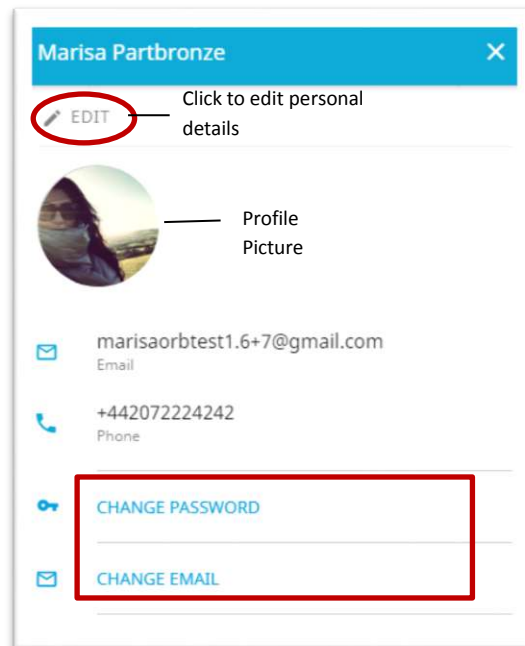 Marisa Partbronze
EDIT
Click to edit personal
details
Profile
Picture
marisaorbtest1.6+7@gmail.com
Email
+442072224242
Phone
CHANGE PASSWORD
CHANGE EMAIL